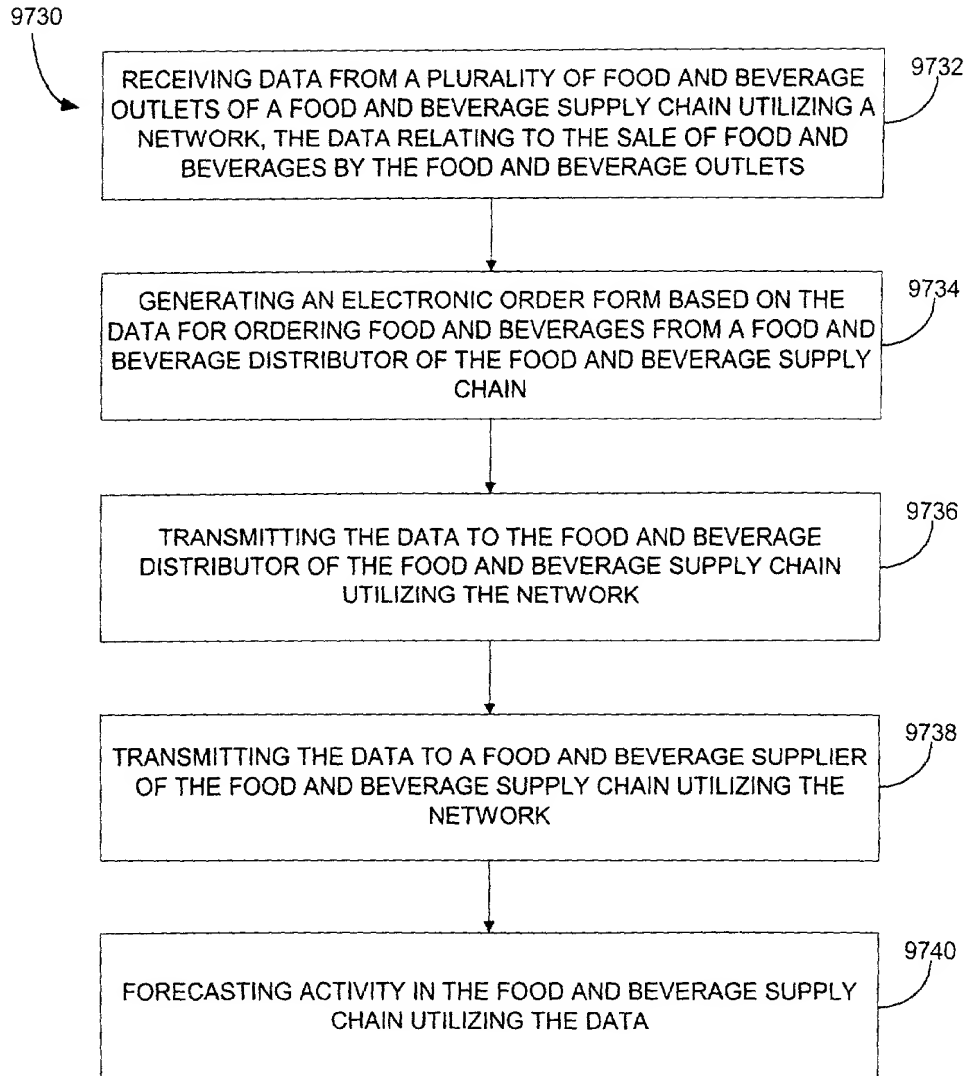 9730
RECEIVING DATA FROM A PLURALITY OF FOOD AND BEVERAGE
OUTLETS OF A FOOD AND BEVERAGE SUPPLY CHAIN UTILIZING A
NETWORK, THE DATA RELATING TO THE SALE OF FOOD AND
BEVERAGES BY THE FOOD AND BEVERAGE OUTLETS
9732
GENERATING AN ELECTRONIC ORDER FORM BASED ON THE
DATA FOR ORDERING FOOD AND BEVERAGES FROM A FOOD AND
BEVERAGE DISTRIBUTOR OF THE FOOD AND BEVERAGE SUPPLY
CHAIN
9734
TRANSMITTING THE DATA TO THE FOOD AND BEVERAGE
DISTRIBUTOR OF THE FOOD AND BEVERAGE SUPPLY CHAIN
UTILIZING THE NETWORK
9736
TRANSMITTING THE DATA TO A FOOD AND BEVERAGE SUPPLIER
OF THE FOOD AND BEVERAGE SUPPLY CHAIN UTILIZING THE
NETWORK
9738
FORECASTING ACTIVITY IN THE FOOD AND BEVERAGE SUPPLY
CHAIN UTILIZING THE DATA
9740